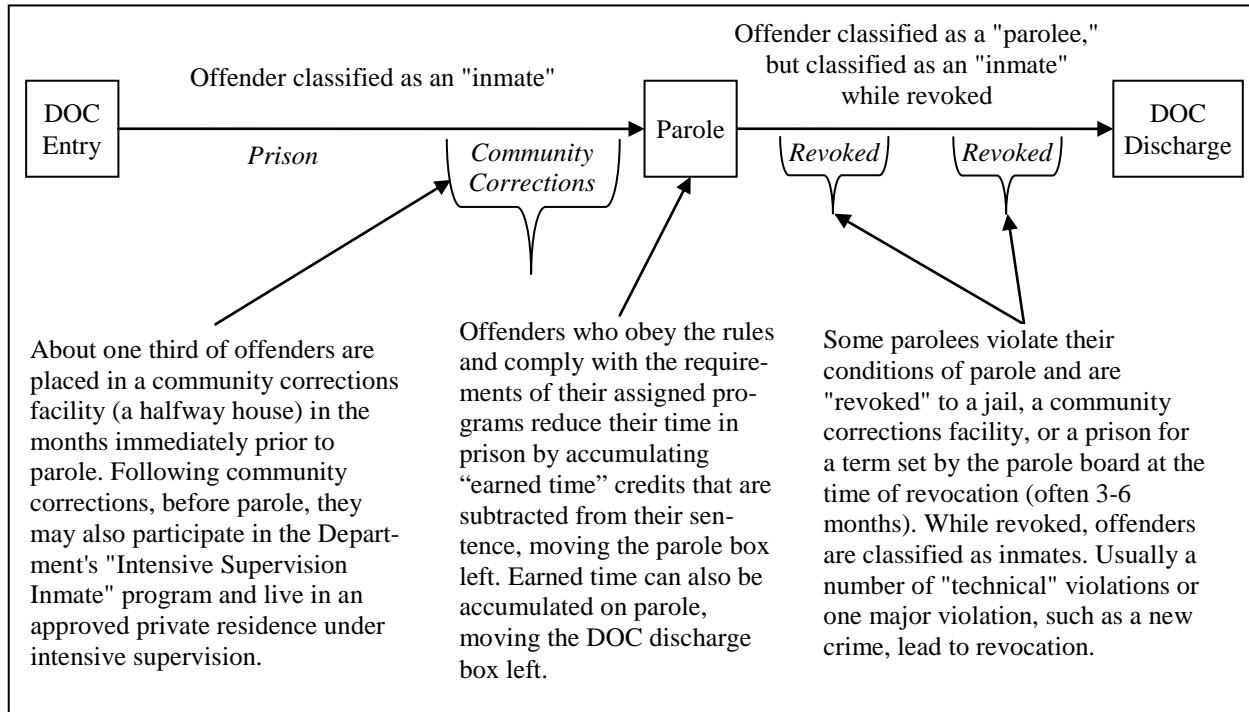 Offender classified as an "inmate"
Offender classified as a "parolee,"
but classified as an "inmate"
while revoked
DOC
Entry
Prison
Community
Corrections
Parole
Revoked
Revoked
DOC
Discharge
About one third of offenders are
placed in a community corrections
facility (a halfway house) in the
months immediately prior to
parole. Following community
corrections, before parole, they
may also participate in the Depart-
ment's "Intensive Supervision
Inmate" program and live in an
approved private residence under
intensive supervision.
Offenders who obey the rules
and comply with the require-
ments of their assigned pro-
grams reduce their time in
prison by accumulating
“earned time” credits that are
subtracted from their sen-
tence, moving the parole box
left. Earned time can also be
accumulated on parole,
moving the DOC discharge
box left.
Some parolees violate their
conditions of parole and are
"revoked" to a jail, a community
corrections facility, or a prison for
a term set by the parole board at the
time of revocation (often 3-6
months). While revoked, offenders
are classified as inmates. Usually a
number of "technical" violations or
one major violation, such as a new
crime, lead to revocation.